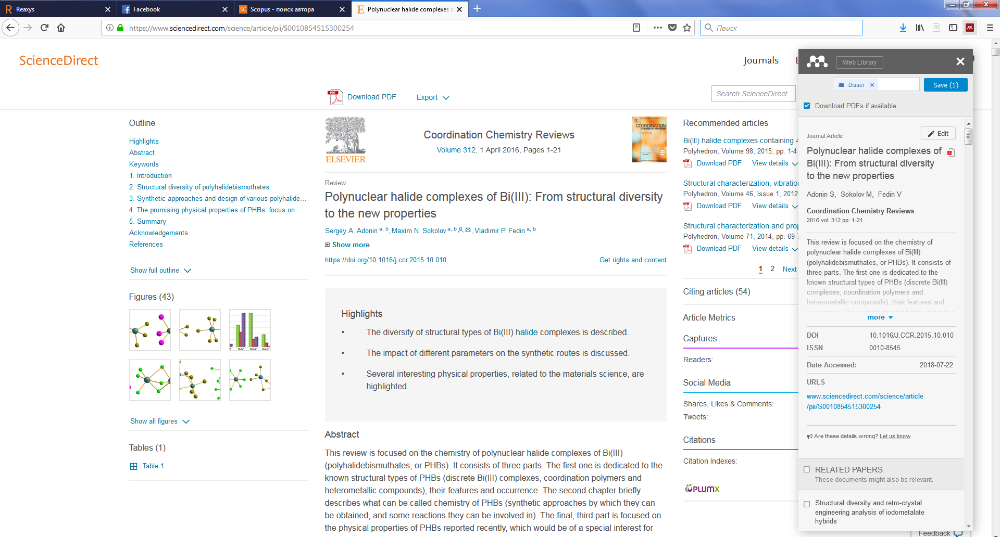 Reaxys
Facebook
Scopus - поиск автора
Polynuclear halide complexes o
https://www.sciencedirect.com/science/article/pii/S0010854515300254
Поиск
ScienceDirect
Journals
Download PDF
Export
Search ScienceDirect
Outline
Highlights
Abstract
Keywords
1. Introduction
2. Structural diversity of polyhalidebismuthates
3. Synthetic approaches and design of various polyhalide...
4. The promising physical properties of PHBs: focus on ...
5. Summary
Acknowledgements
References
Show full outline
Figures (43)
Show all figures
Tables (1)
Table 1
ELSEVIER
Coordination Chemistry Reviews
Volume 312, 1 April 2016, Pages 1-21
COORDINATION
CHEMISTRY REVIEWS
Review
Polynuclear halide complexes of Bi(III): From structural diversity
to the new properties
Sergey A. Adonin a, b, Maxim N. Sokolov a, b, Vladimir P. Fedin a, b
Show more
https://doi.org/10.1016/j.ccr.2015.10.010
Get rights and content
Highlights
• The diversity of structural types of Bi(III) halide complexes is described.
• The impact of different parameters on the synthetic routes is discussed.
• Several interesting physical properties, related to the materials science, are
highlighted.
Abstract
This review is focused on the chemistry of polynuclear halide complexes of Bi(III)
(polyhalidebismuthates, or PHBs). It consists of three parts. The first one is dedicated to the
known structural types of PHBs (discrete Bi(III) complexes, coordination polymers and
heterometallic compounds), their features and occurrence. The second chapter briefly
describes what can be called chemistry of PHBs (synthetic approaches by which they can
be obtained, and some reactions they can be involved in). The final, third part is focused on
the physical properties of PHBs reported recently, which would be of a special interest for
Recommended articles
Bi(III) halide complexes containing 4
Polyhedron, Volume 98, 2015, pp. 1-4
Download PDF View details
Structural characterization, vibration
Polyhedron, Volume 46, Issue 1, 2012
Download PDF View details
Structural characterization and prop
Polyhedron, Volume 71, 2014, pp. 69-7
Download PDF View details
1 2 Next
Citing articles (54)
Article Metrics
Captures
Readers:
Social Media
Shares, Likes & Comments:
Tweets:
Citations
Citation Indexes:
PLUMX
Web Library
Disser
Save (1)
Download PDFs if available
Journal Article
Edit
Polynuclear halide complexes of
Bi(III): From structural diversity
to the new properties
Adonin S, Sokolov M, Fedin V
Coordination Chemistry Reviews
2016 vol: 312 pp: 1-21
This review is focused on the chemistry of
polynuclear halide complexes of Bi(III)
(polyhalidebismuthates, or PHBs). It consists of
three parts. The first one is dedicated to the
known structural types of PHBs (discrete Bi(III)
complexes, coordination polymers and
heterometallic compounds), their features and
occurrence. The second chapter briefly describes
more
DOI 10.1016/J.CCR.2015.10.010
ISSN 0010-8545
Date Accessed: 2018-07-22
URLS
www.sciencedirect.com/science/article
/pii/S0010854515300254
Are these details wrong? Let us know
RELATED PAPERS
These documents might also be relevant.
Structural diversity and retro-crystal
engineering analysis of iodometalate
hybrids
Feedback